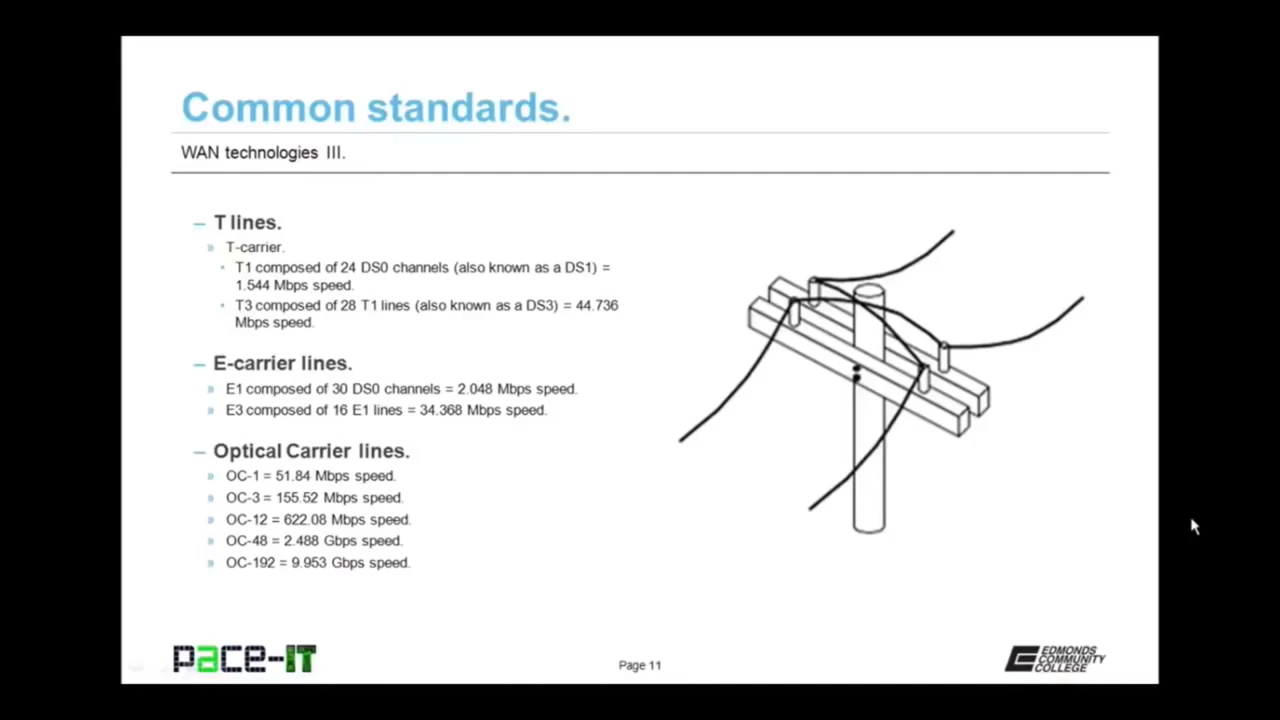 Common standards.
WAN technologies III.
– T lines.
» T-carrier.
• T1 composed of 24 DS0 channels (also known as a DS1) =
1.544 Mbps speed.
• T3 composed of 28 T1 lines (also known as a DS3) = 44.736
Mbps speed.
– E-carrier lines.
» E1 composed of 30 DS0 channels = 2.048 Mbps speed.
» E3 composed of 16 E1 lines = 34.368 Mbps speed.
– Optical Carrier lines.
» OC-1 = 51.84 Mbps speed.
» OC-3 = 155.52 Mbps speed.
» OC-12 = 622.08 Mbps speed.
» OC-48 = 2.488 Gbps speed.
» OC-192 = 9.953 Gbps speed.
pace-IT
Page 11
EDMONDS
COMMUNITY
COLLEGE